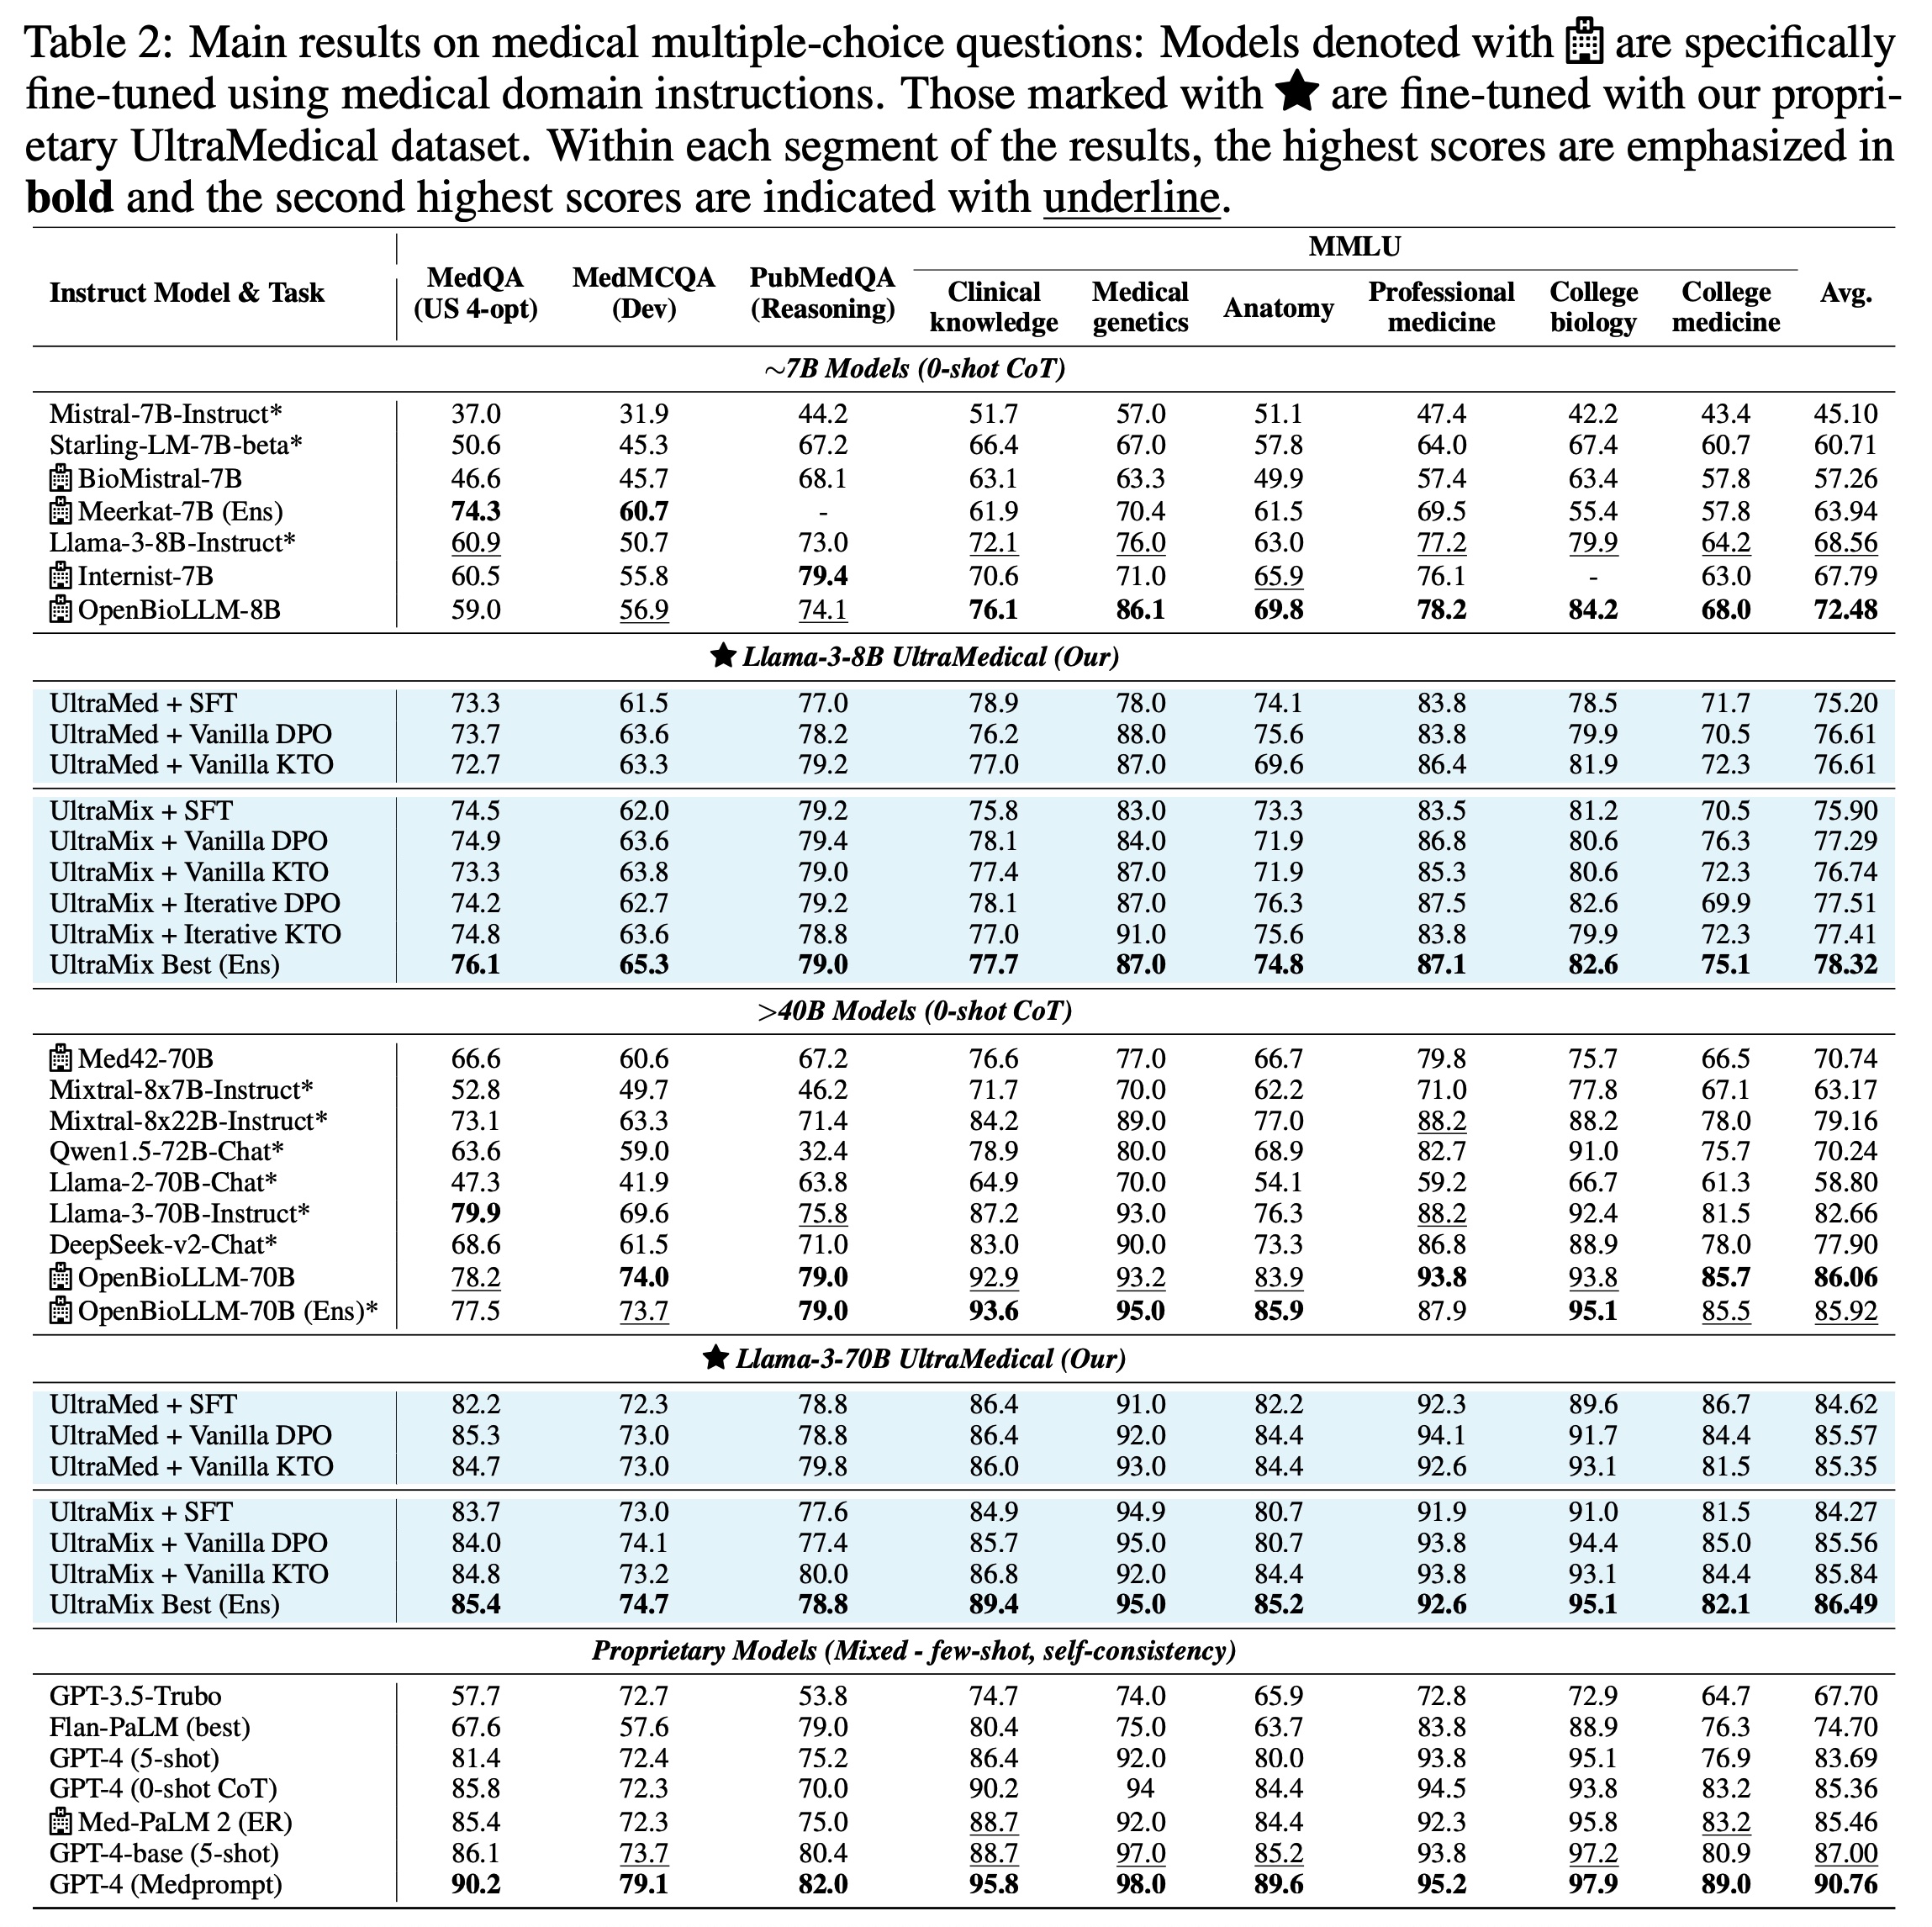 Table 2: Main results on medical multiple-choice questions: Models denoted with are specifically
fine-tuned using medical domain instructions. Those marked with ★ are fine-tuned with our propri-
etary UltraMedical dataset. Within each segment of the results, the highest scores are emphasized in
bold and the second highest scores are indicated with underline.
Instruct Model & Task MedQA (US 4-opt) MedMCQA (Dev) PubMedQA (Reasoning) MMLU Clinical knowledge Medical genetics Anatomy Professional medicine College biology College medicine Avg.
~7B Models (0-shot CoT)
Mistral-7B-Instruct* 37.0 31.9 44.2 51.7 57.0 51.1 47.4 42.2 43.4 45.10
Starling-LM-7B-beta* 50.6 45.3 67.2 66.4 67.0 57.8 64.0 67.4 60.7 60.71
BioMistral-7B 46.6 45.7 68.1 63.1 63.3 49.9 57.4 63.4 57.8 57.26
Meerkat-7B (Ens) 74.3 60.7 - 61.9 70.4 61.5 69.5 55.4 57.8 63.94
Llama-3-8B-Instruct* 60.9 50.7 73.0 72.1 76.0 63.0 77.2 79.9 64.2 68.56
Internist-7B 60.5 55.8 79.4 70.6 71.0 65.9 76.1 - 63.0 67.79
OpenBioLLM-8B 59.0 56.9 74.1 76.1 86.1 69.8 78.2 84.2 68.0 72.48
★ Llama-3-8B UltraMedical (Our)
UltraMed + SFT 73.3 61.5 77.0 78.9 78.0 74.1 83.8 78.5 71.7 75.20
UltraMed + Vanilla DPO 73.7 63.6 78.2 76.2 88.0 75.6 83.8 79.9 70.5 76.61
UltraMed + Vanilla KTO 72.7 63.3 79.2 77.0 87.0 69.6 86.4 81.9 72.3 76.61
UltraMix + SFT 74.5 62.0 79.2 75.8 83.0 73.3 83.5 81.2 70.5 75.90
UltraMix + Vanilla DPO 74.9 63.6 79.4 78.1 84.0 71.9 86.8 80.6 76.3 77.29
UltraMix + Vanilla KTO 73.3 63.8 79.0 77.4 87.0 71.9 85.3 80.6 72.3 76.74
UltraMix + Iterative DPO 74.2 62.7 79.2 78.1 87.0 76.3 87.5 82.6 69.9 77.51
UltraMix + Iterative KTO 74.8 63.6 78.8 77.0 91.0 75.6 83.8 79.9 72.3 77.41
UltraMix Best (Ens) 76.1 65.3 79.0 77.7 87.0 74.8 87.1 82.6 75.1 78.32
>40B Models (0-shot CoT)
Med42-70B 66.6 60.6 67.2 76.6 77.0 66.7 79.8 75.7 66.5 70.74
Mixtral-8x7B-Instruct* 52.8 49.7 46.2 71.7 70.0 62.2 71.0 77.8 67.1 63.17
Mixtral-8x22B-Instruct* 73.1 63.3 71.4 84.2 89.0 77.0 88.2 88.2 78.0 79.16
Qwen1.5-72B-Chat* 63.6 59.0 32.4 78.9 80.0 68.9 82.7 91.0 75.7 70.24
Llama-2-70B-Chat* 47.3 41.9 63.8 64.9 70.0 54.1 59.2 66.7 61.3 58.80
Llama-3-70B-Instruct* 79.9 69.6 75.8 87.2 93.0 76.3 88.2 92.4 81.5 82.66
DeepSeek-v2-Chat* 68.6 61.5 71.0 83.0 90.0 73.3 86.8 88.9 78.0 77.90
OpenBioLLM-70B 78.2 74.0 79.0 92.9 93.2 83.9 93.8 93.8 85.7 86.06
OpenBioLLM-70B (Ens)* 77.5 73.7 79.0 93.6 95.0 85.9 87.9 95.1 85.5 85.92
★ Llama-3-70B UltraMedical (Our)
UltraMed + SFT 82.2 72.3 78.8 86.4 91.0 82.2 92.3 89.6 86.7 84.62
UltraMed + Vanilla DPO 85.3 73.0 78.8 86.4 92.0 84.4 94.1 91.7 84.4 85.57
UltraMed + Vanilla KTO 84.7 73.0 79.8 86.0 93.0 84.4 92.6 93.1 81.5 85.35
UltraMix + SFT 83.7 73.0 77.6 84.9 94.9 80.7 91.9 91.0 81.5 84.27
UltraMix + Vanilla DPO 84.0 74.1 77.4 85.7 95.0 80.7 93.8 94.4 85.0 85.56
UltraMix + Vanilla KTO 84.8 73.2 80.0 86.8 92.0 84.4 93.8 93.1 84.4 85.84
UltraMix Best (Ens) 85.4 74.7 78.8 89.4 95.0 85.2 92.6 95.1 82.1 86.49
Proprietary Models (Mixed - few-shot, self-consistency)
GPT-3.5-Trubo 57.7 72.7 53.8 74.7 74.0 65.9 72.8 72.9 64.7 67.70
Flan-PaLM (best) 67.6 57.6 79.0 80.4 75.0 63.7 83.8 88.9 76.3 74.70
GPT-4 (5-shot) 81.4 72.4 75.2 86.4 92.0 80.0 93.8 95.1 76.9 83.69
GPT-4 (0-shot CoT) 85.8 72.3 70.0 90.2 94 84.4 94.5 93.8 83.2 85.36
Med-PaLM 2 (ER) 85.4 72.3 75.0 88.7 92.0 84.4 92.3 95.8 83.2 85.46
GPT-4-base (5-shot) 86.1 73.7 80.4 88.7 97.0 85.2 93.8 97.2 80.9 87.00
GPT-4 (Medprompt) 90.2 79.1 82.0 95.8 98.0 89.6 95.2 97.9 89.0 90.76